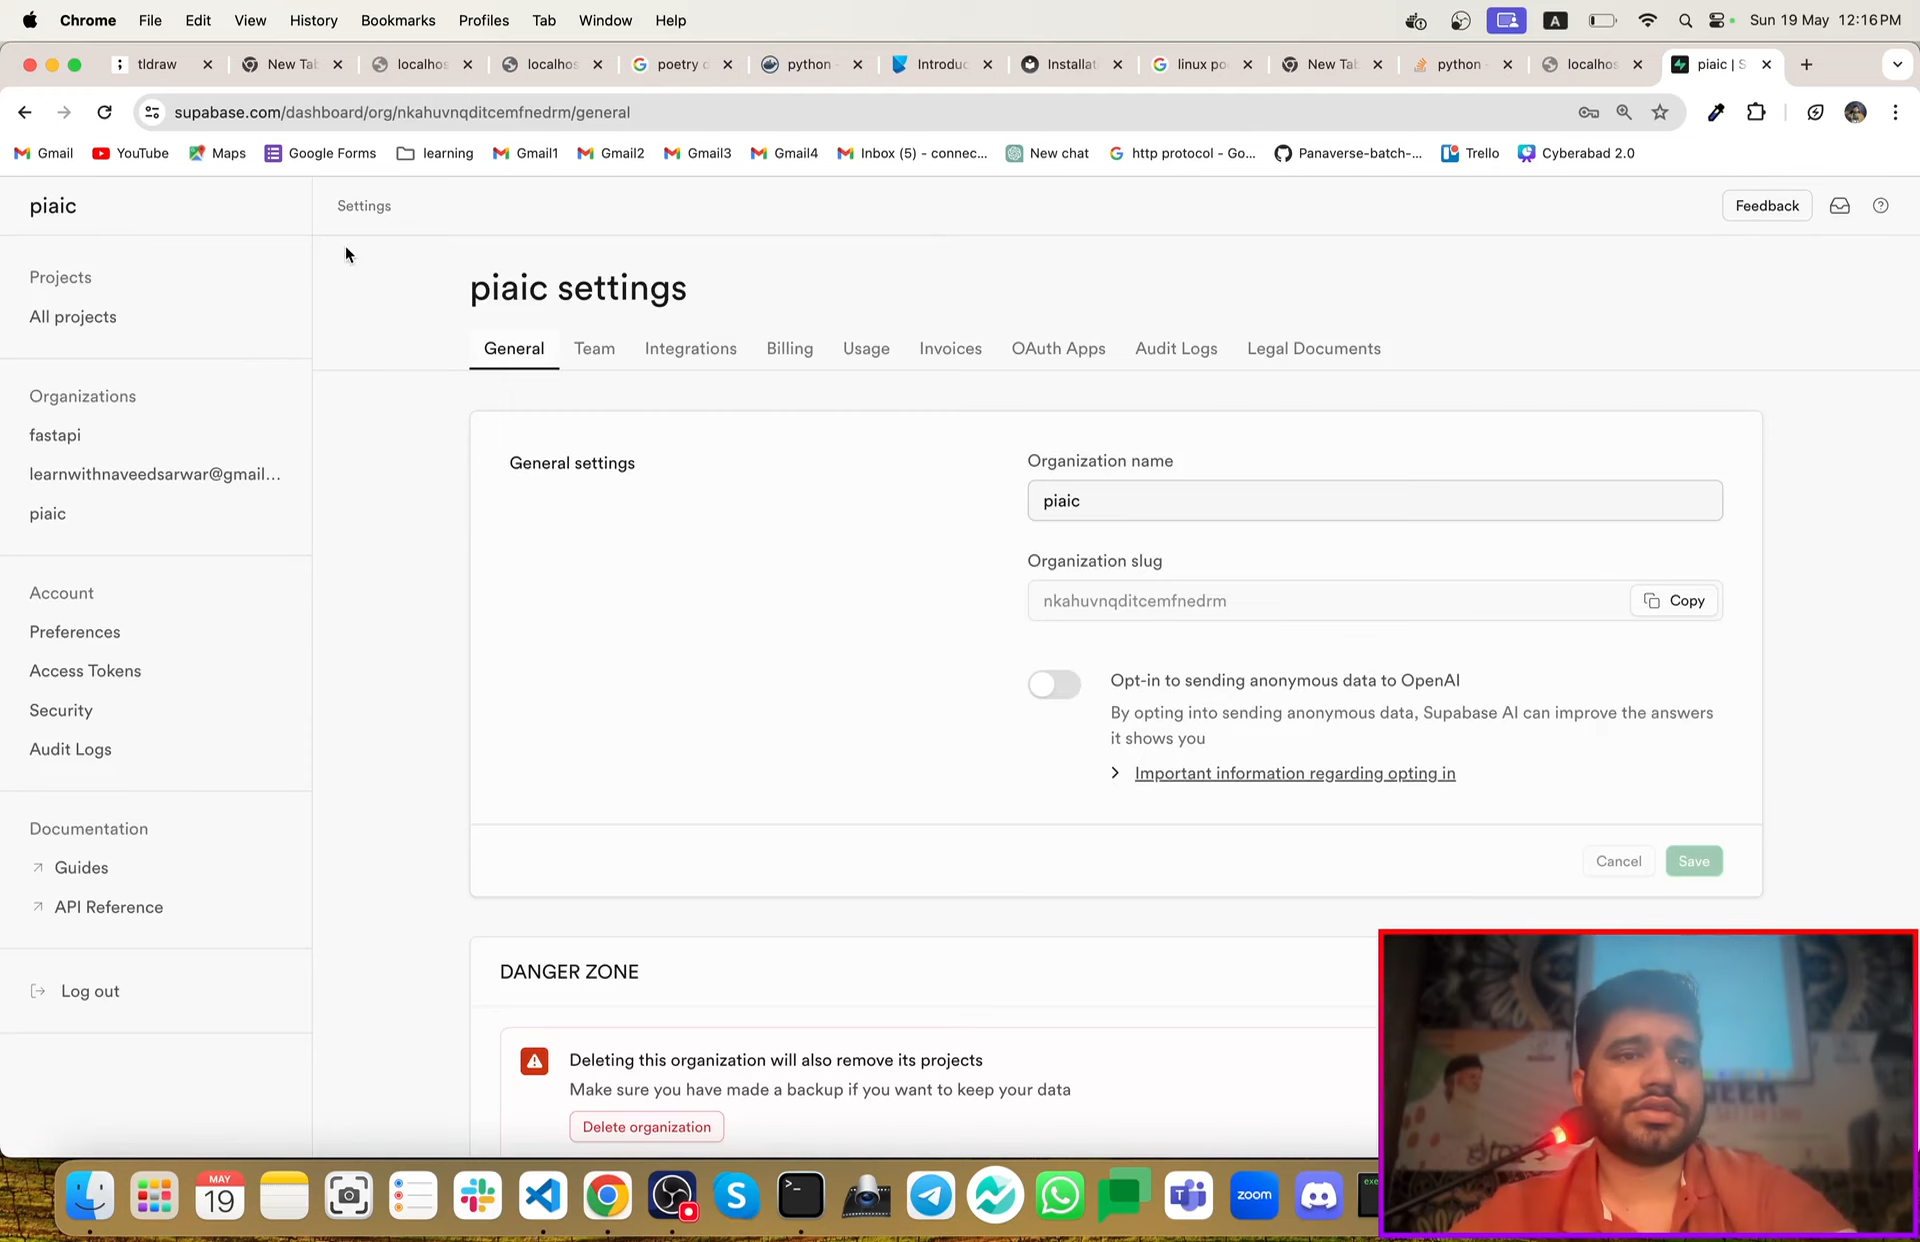 Chrome File Edit View History Bookmarks Profiles Tab Window Help
A
Sun 19 May 12:16 PM
tldraw
New Tab
localhos
localhos
poetry
python
Introduc
Installat
linux po
New Tab
python
localhos
piaic | S
supabase.com/dashboard/org/nkahuvnqditcemfnedrm/general
Gmail YouTube Maps Google Forms learning Gmail1 Gmail2 Gmail3 Gmail4 Inbox (5) - connec... New chat http protocol - Go... Panaverse-batch-... Trello Cyberabad 2.0
piaic
Settings
Feedback
Projects
All projects
Organizations
fastapi
learnwithnaveedsarwar@gmail...
piaic
Account
Preferences
Access Tokens
Security
Audit Logs
Documentation
Guides
API Reference
Log out
piaic settings
General Team Integrations Billing Usage Invoices OAuth Apps Audit Logs Legal Documents
General settings
Organization name
piaic
Organization slug
nkahuvnqditcemfnedrm
Copy
Opt-in to sending anonymous data to OpenAI
By opting into sending anonymous data, Supabase AI can improve the answers
it shows you
Important information regarding opting in
Cancel Save
DANGER ZONE
Deleting this organization will also remove its projects
Make sure you have made a backup if you want to keep your data
Delete organization
MAY
19
zoom
exe